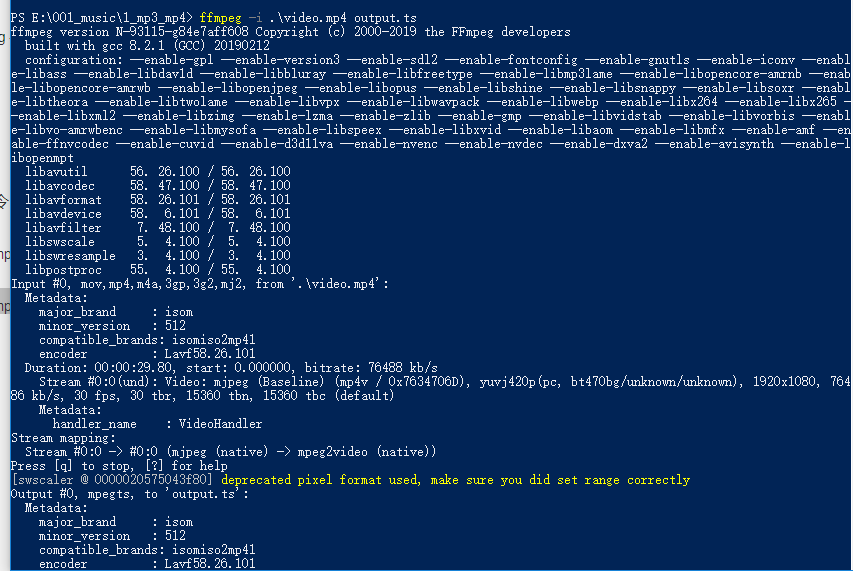 PS E:\001_music\1_mp3_mp4> ffmpeg -i .\video.mp4 output.ts
ffmpeg version N-93115-g84e7aff608 Copyright (c) 2000-2019 the FFmpeg developers
  built with gcc 8.2.1 (GCC) 20190212
  configuration: --enable-gpl --enable-version3 --enable-sdl2 --enable-fontconfig --enable-gnutls --enable-iconv --enabl
e-libass --enable-libdav1d --enable-libbluray --enable-libfreetype --enable-libmp3lame --enable-libopencore-amrnb --enab
le-libopencore-amrwb --enable-libopenjpeg --enable-libopus --enable-libshine --enable-libsnappy --enable-libsoxr --enabl
e-libtheora --enable-libtwolame --enable-libvpx --enable-libwavpack --enable-libwebp --enable-libx264 --enable-libx265 -
-enable-libxml2 --enable-libzimg --enable-lzma --enable-zlib --enable-gmp --enable-libvidstab --enable-libvorbis --enabl
e-libvo-amrwbenc --enable-libmysofa --enable-libspeex --enable-libxvid --enable-libaom --enable-libmfx --enable-amf --en
able-ffnvcodec --enable-cuvid --enable-d3d11va --enable-nvenc --enable-nvdec --enable-dxva2 --enable-avisynth --enable-l
ibopenmpt
  libavutil      56. 26.100 / 56. 26.100
  libavcodec     58. 47.100 / 58. 47.100
  libavformat    58. 26.101 / 58. 26.101
  libavdevice    58.  6.101 / 58.  6.101
  libavfilter     7. 48.100 /  7. 48.100
  libswscale      5.  4.100 /  5.  4.100
  libswresample   3.  4.100 /  3.  4.100
  libpostproc    55.  4.100 / 55.  4.100
Input #0, mov,mp4,m4a,3gp,3g2,mj2, from '.\video.mp4':
  Metadata:
    major_brand     : isom
    minor_version   : 512
    compatible_brands: isomiso2mp41
    encoder         : Lavf58.26.101
  Duration: 00:00:29.80, start: 0.000000, bitrate: 76488 kb/s
    Stream #0:0(und): Video: mjpeg (Baseline) (mp4v / 0x7634706D), yuvj420p(pc, bt470bg/unknown/unknown), 1920x1080, 764
86 kb/s, 30 fps, 30 tbr, 15360 tbn, 15360 tbc (default)
    Metadata:
      handler_name    : VideoHandler
Stream mapping:
  Stream #0:0 -> #0:0 (mjpeg (native) -> mpeg2video (native))
Press [q] to stop, [?] for help
[swscaler @ 0000020575043f80] deprecated pixel format used, make sure you did set range correctly
Output #0, mpegts, to 'output.ts':
  Metadata:
    major_brand     : isom
    minor_version   : 512
    compatible_brands: isomiso2mp41
    encoder         : Lavf58.26.101